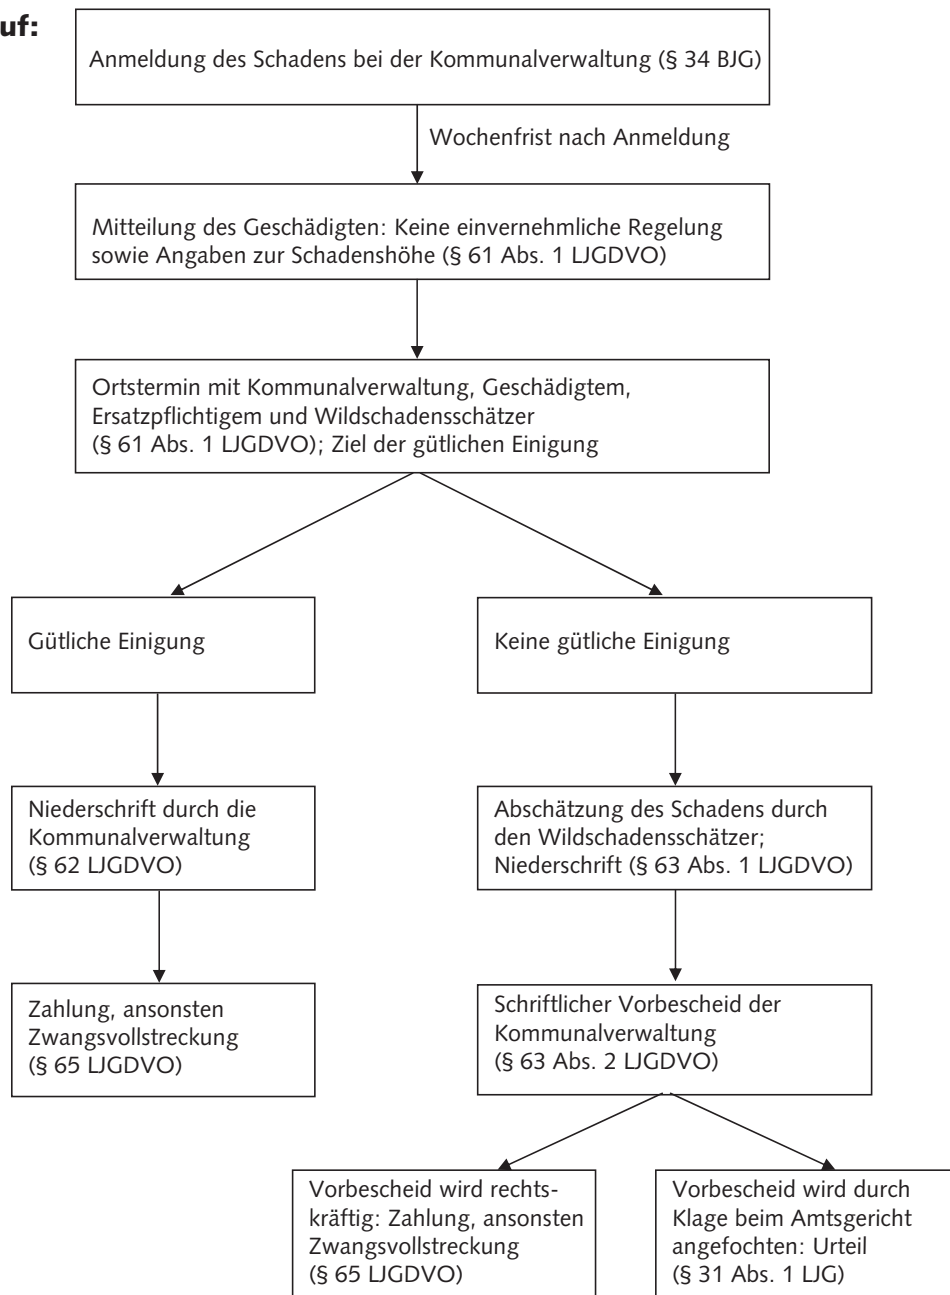 uf:
Anmeldung des Schadens bei der Kommunalverwaltung (§ 34 BJG)
Wochenfrist nach Anmeldung
Mitteilung des Geschädigten: Keine einvernehmliche Regelung
sowie Angaben zur Schadenshöhe (§ 61 Abs. 1 LJGDVO)
Ortstermin mit Kommunalverwaltung, Geschädigtem,
Ersatzpflichtigem und Wildschadensschätzer
(§ 61 Abs. 1 LJGDVO); Ziel der gütlichen Einigung
Gütliche Einigung
Keine gütliche Einigung
Niederschrift durch die
Kommunalverwaltung
(§ 62 LJGDVO)
Abschätzung des Schadens durch
den Wildschadensschätzer;
Niederschrift (§ 63 Abs. 1 LJGDVO)
Zahlung, ansonsten
Zwangsvollstreckung
(§ 65 LJGDVO)
Schriftlicher Vorbescheid der
Kommunalverwaltung
(§ 63 Abs. 2 LJGDVO)
Vorbescheid wird rechts-
kräftig: Zahlung, ansonsten
Zwangsvollstreckung
(§ 65 LJGDVO)
Vorbescheid wird durch
Klage beim Amtsgericht
angefochten: Urteil
(§ 31 Abs. 1 LJG)